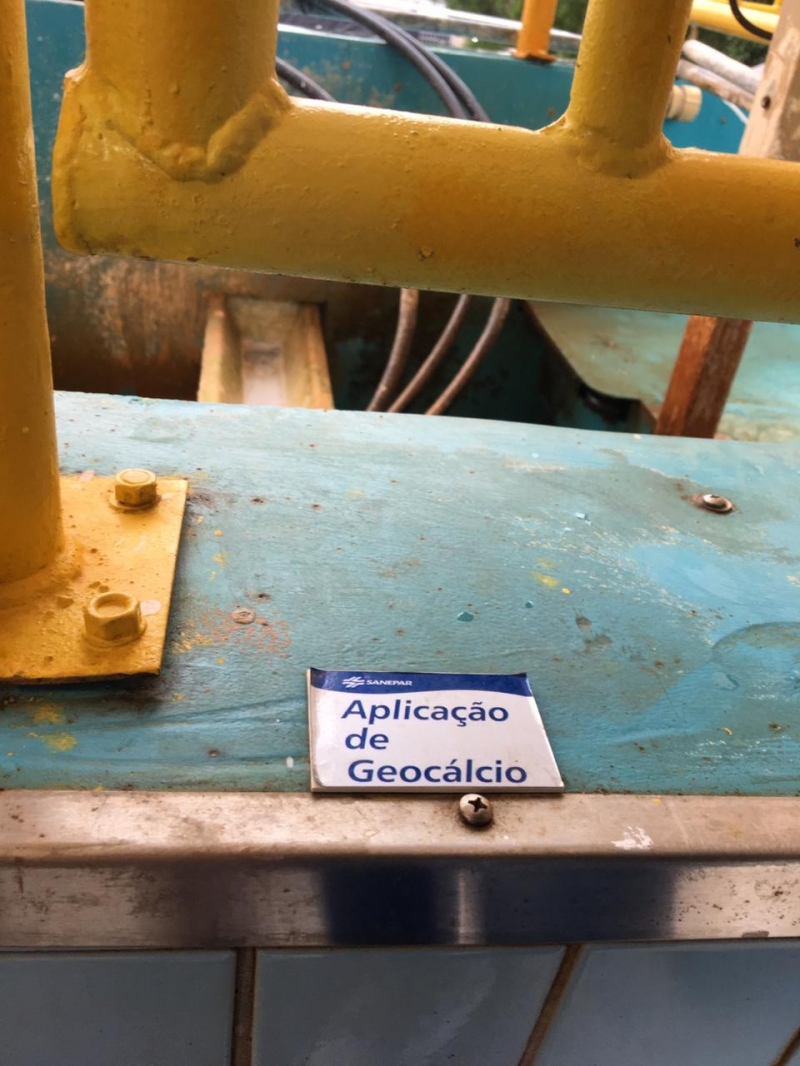 SANEPAR
Aplicação
de
Geocálcio